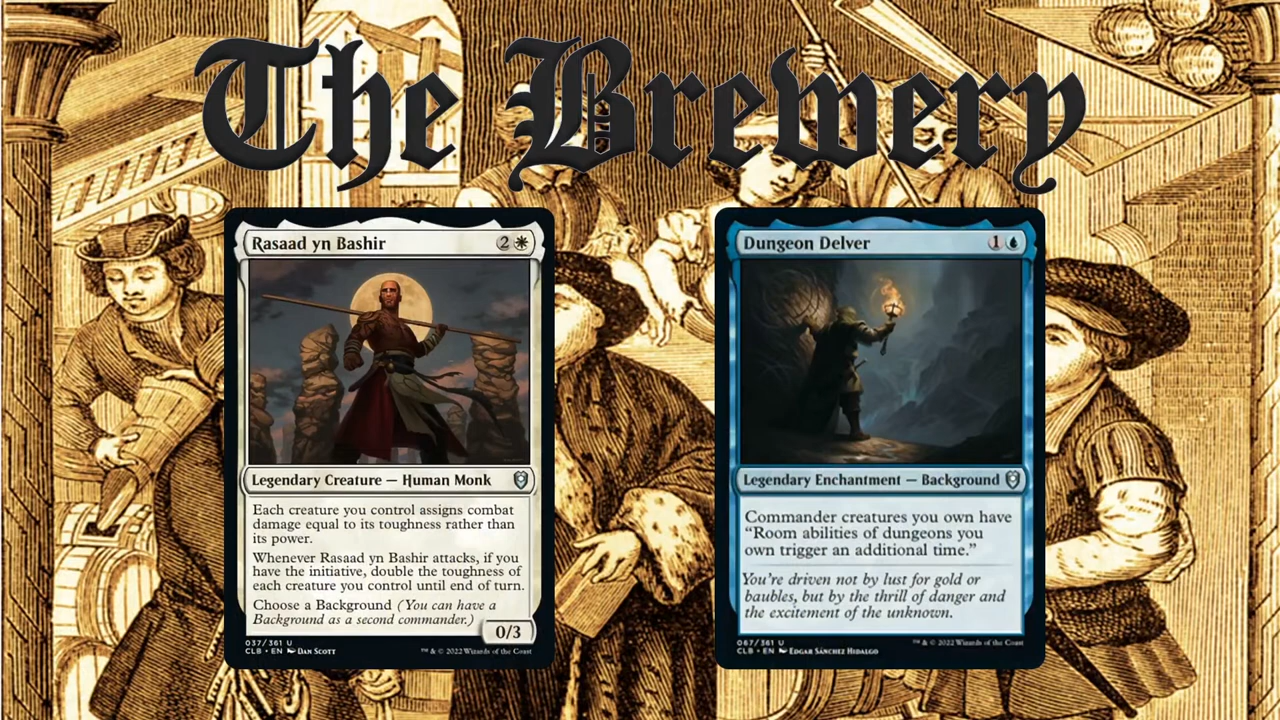 The Brewery
Rasaad yn Bashir 2
Legendary Creature — Human Monk
Each creature you control assigns combat
damage equal to its toughness rather than
its power.
Whenever Rasaad yn Bashir attacks, if you
have the initiative, double the toughness of
each creature you control until end of turn.
Choose a Background (You can have a
Background as a second commander.)
0/3
037/361 U
CLB • EN Dan Scott
™ & © 2022 Wizards of the Coast
Dungeon Delver 1
Legendary Enchantment — Background
Commander creatures you own have
“Room abilities of dungeons you
own trigger an additional time.”
You’re driven not by lust for gold or
baubles, but by the thrill of danger and
the excitement of the unknown.
067/361 U
CLB • EN Edgar Sánchez Hidalgo
™ & © 2022 Wizards of the Coast